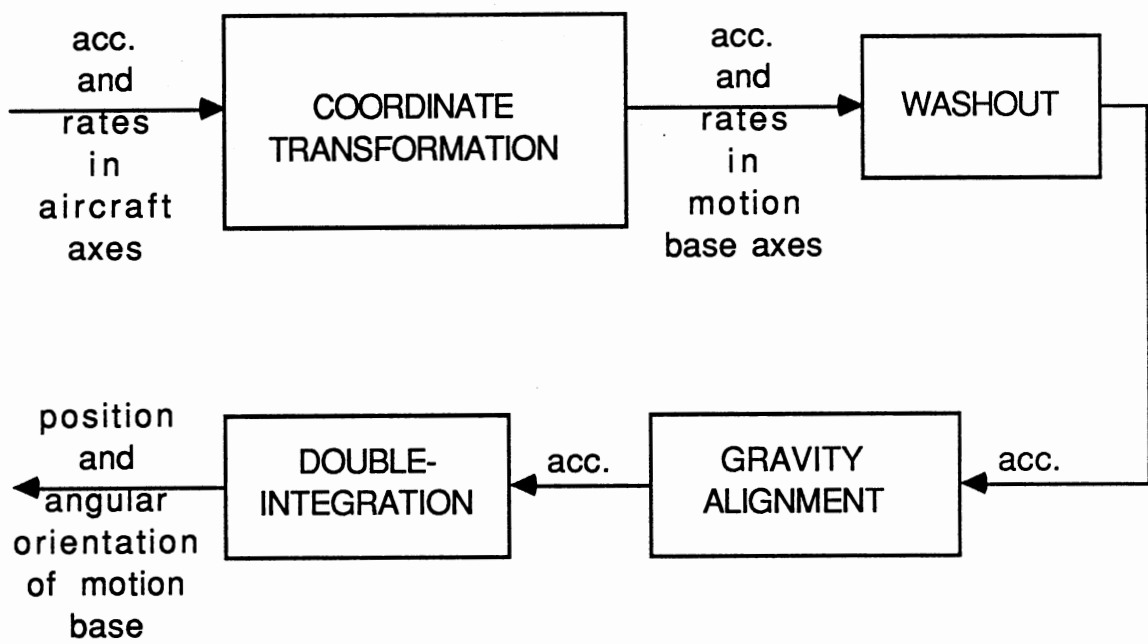 acc.
and
rates
in
aircraft
axes
COORDINATE
TRANSFORMATION
acc.
and
rates
in
motion
base axes
WASHOUT
acc.
GRAVITY
ALIGNMENT
acc.
DOUBLE-
INTEGRATION
position
and
angular
orientation
of motion
base